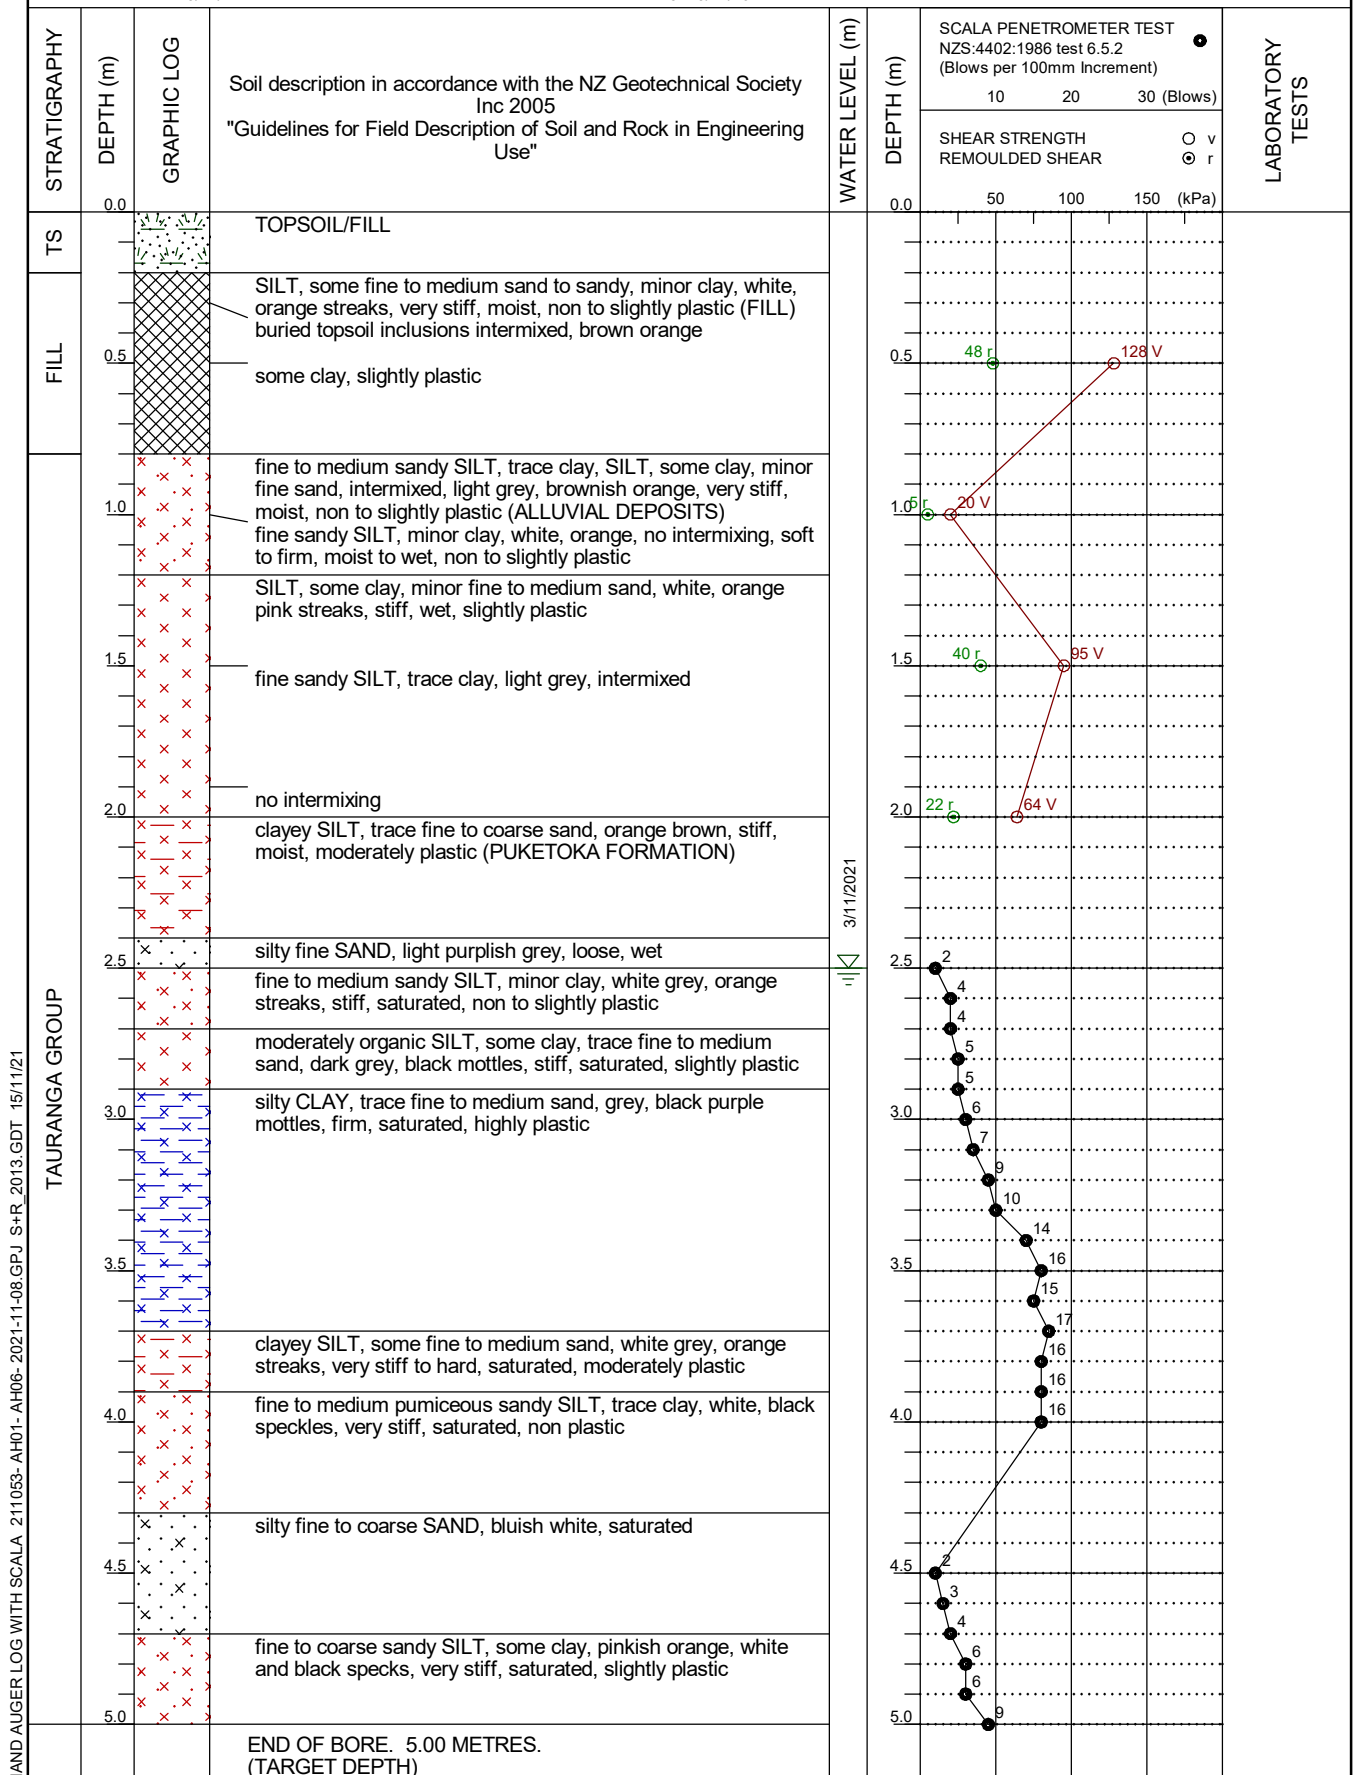 STRATIGRAPHY
DEPTH (m)
GRAPHIC LOG
Soil description in accordance with the NZ Geotechnical Society
Inc 2005
"Guidelines for Field Description of Soil and Rock in Engineering
Use"
WATER LEVEL (m)
DEPTH (m)
SCALA PENETROMETER TEST
NZS:4402:1986 test 6.5.2
(Blows per 100mm Increment)
10 20 30 (Blows)
SHEAR STRENGTH v
REMOULDED SHEAR r
50 100 150 (kPa)
LABORATORY
TESTS
0.0
0.0
TS
TOPSOIL/FILL
FILL
SILT, some fine to medium sand to sandy, minor clay, white,
orange streaks, very stiff, moist, non to slightly plastic (FILL)
buried topsoil inclusions intermixed, brown orange
0.5
some clay, slightly plastic
0.5
48 r
128 V
TAURANGA GROUP
fine to medium sandy SILT, trace clay, SILT, some clay, minor
fine sand, intermixed, light grey, brownish orange, very stiff,
moist, non to slightly plastic (ALLUVIAL DEPOSITS)
1.0
fine sandy SILT, minor clay, white, orange, no intermixing, soft
to firm, moist to wet, non to slightly plastic
1.0
5 r
20 V
SILT, some clay, minor fine to medium sand, white, orange
pink streaks, stiff, wet, slightly plastic
1.5
fine sandy SILT, trace clay, light grey, intermixed
1.5
40 r
95 V
no intermixing
2.0
2.0
22 r
64 V
clayey SILT, trace fine to coarse sand, orange brown, stiff,
moist, moderately plastic (PUKETOKA FORMATION)
3/11/2021
silty fine SAND, light purplish grey, loose, wet
2.5
2.5
2
fine to medium sandy SILT, minor clay, white grey, orange
streaks, stiff, saturated, non to slightly plastic
4
4
moderately organic SILT, some clay, trace fine to medium
sand, dark grey, black mottles, stiff, saturated, slightly plastic
5
5
silty CLAY, trace fine to medium sand, grey, black purple
mottles, firm, saturated, highly plastic
3.0
3.0
6
7
9
10
14
3.5
3.5
16
15
17
clayey SILT, some fine to medium sand, white grey, orange
streaks, very stiff to hard, saturated, moderately plastic
16
16
fine to medium pumiceous sandy SILT, trace clay, white, black
speckles, very stiff, saturated, non plastic
4.0
4.0
16
silty fine to coarse SAND, bluish white, saturated
4.5
4.5
2
3
4
fine to coarse sandy SILT, some clay, pinkish orange, white
and black specks, very stiff, saturated, slightly plastic
6
6
5.0
5.0
9
END OF BORE. 5.00 METRES.
(TARGET DEPTH)
HAND AUGER LOG WITH SCALA 211053- AH01- AH06- 2021-11-08.GPJ S+R_2013.GDT 15/11/21